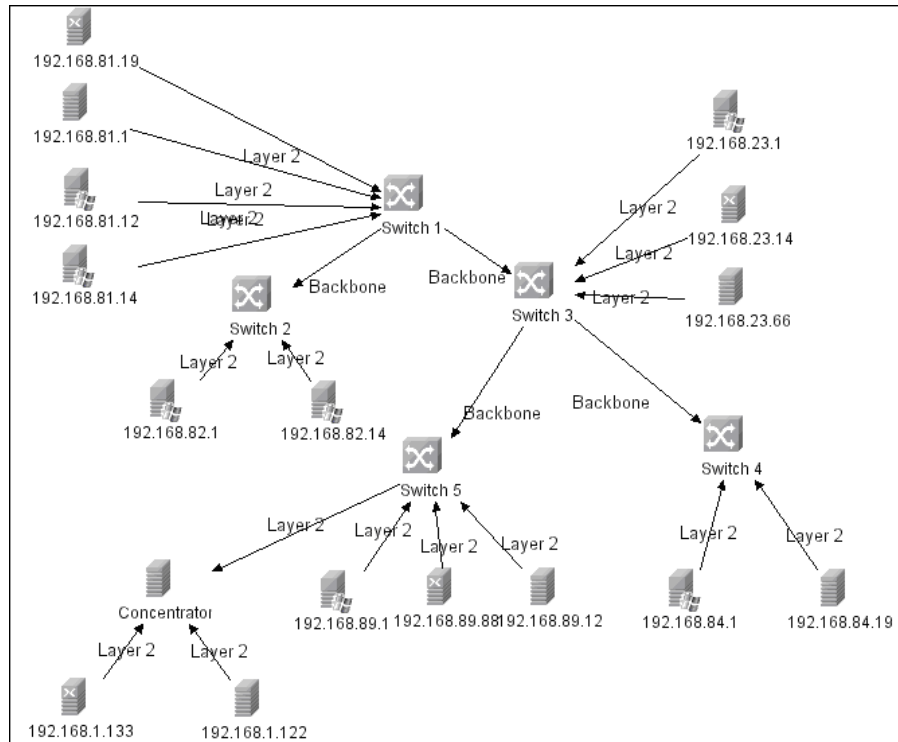 192.168.81.19
192.168.81.1
Layer 2
192.168.23.1
Layer 2
192.168.81.12
Layer 2
Layer 2
Switch 1
Layer 2
192.168.23.14
Layer 2
192.168.81.14
Backbone
Backbone
Switch 3
Layer 2
192.168.23.66
Switch 2
Layer 2
Layer 2
192.168.82.1
192.168.82.14
Backbone
Backbone
Switch 5
Switch 4
Layer 2
Layer 2
Layer 2
Layer 2
Layer 2
Layer 2
Concentrator
192.168.89.1
192.168.89.88
192.168.89.12
192.168.84.1
192.168.84.19
Layer 2
Layer 2
192.168.1.133
192.168.1.122